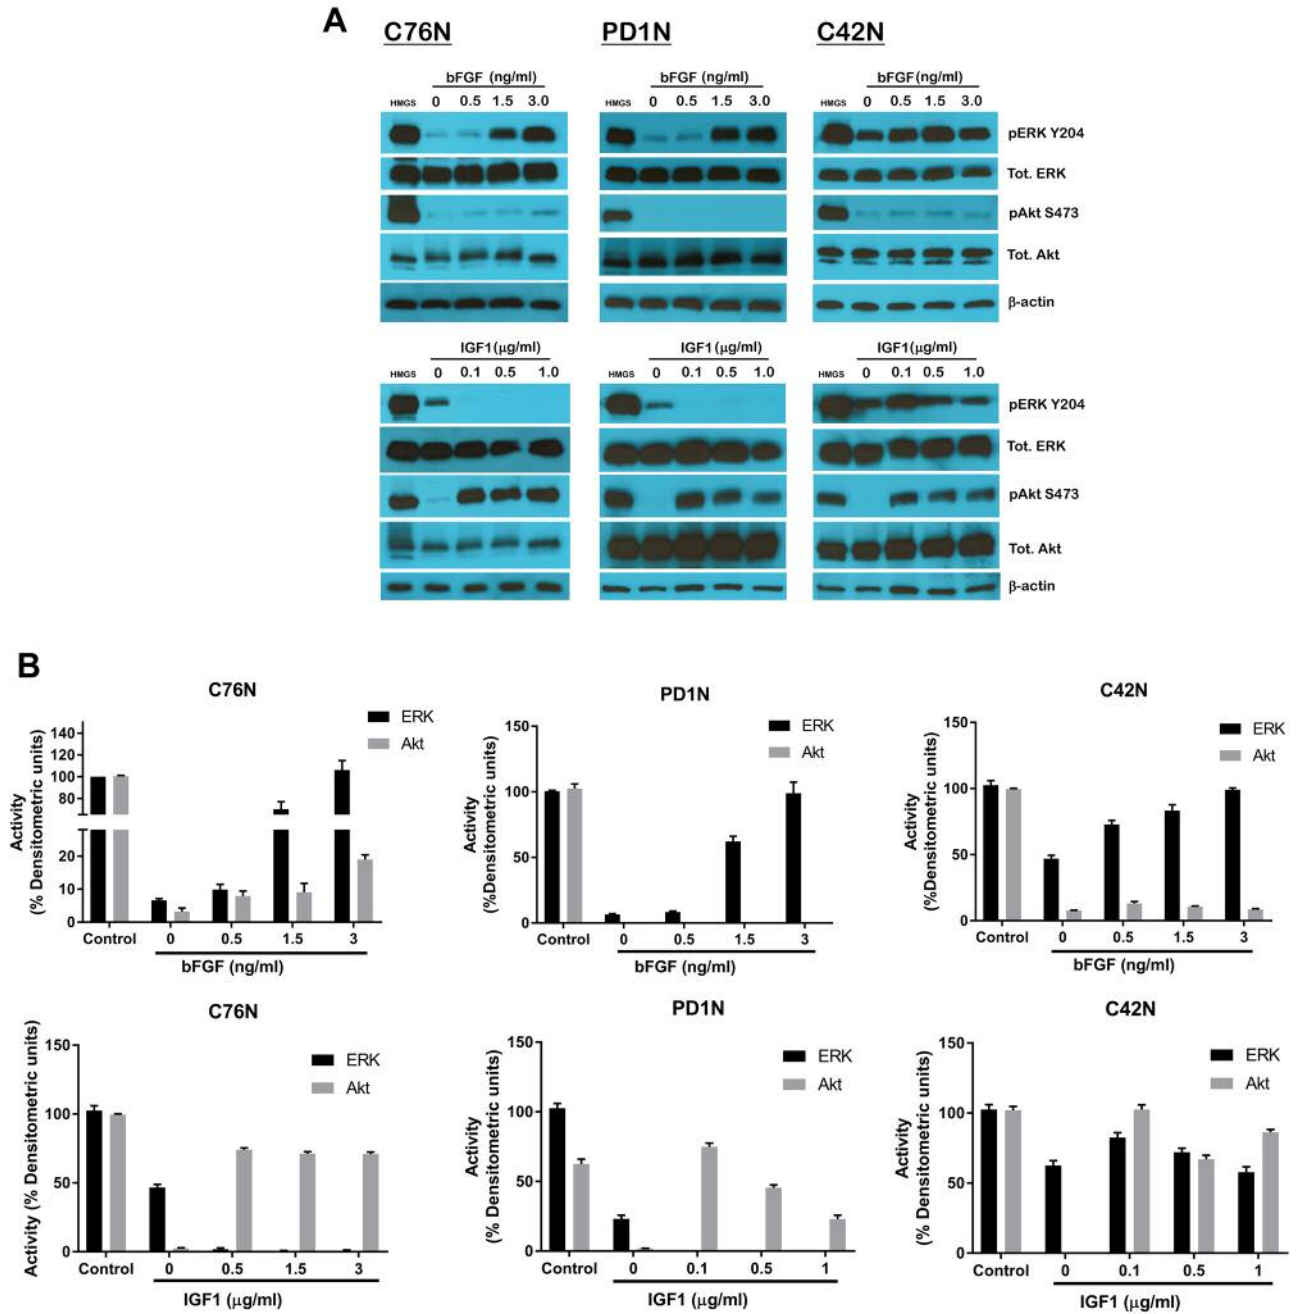 A
C76N PD1N C42N
bFGF (ng/ml) bFGF (ng/ml) bFGF (ng/ml)
HMGS 0 0.5 1.5 3.0 HMGS 0 0.5 1.5 3.0 HMGS 0 0.5 1.5 3.0
pERK Y204
Tot. ERK
pAkt S473
Tot. Akt
β-actin
IGF1(µg/ml) IGF1(µg/ml) IGF1(µg/ml)
HMGS 0 0.1 0.5 1.0 HMGS 0 0.1 0.5 1.0 HMGS 0 0.1 0.5 1.0
pERK Y204
Tot. ERK
pAkt S473
Tot. Akt
β-actin
B
C76N
ERK
Akt
Activity
(% Densitometric units)
140
120
100
80
20
10
0
Control 0 0.5 1.5 3
bFGF (ng/ml)
PD1N
ERK
Akt
Activity
(%Densitometric units)
150
100
50
0
Control 0 0.5 1.5 3
bFGF (ng/ml)
C42N
ERK
Akt
Activity
(%Densitometric units)
150
100
50
0
Control 0 0.5 1.5 3
bFGF (ng/ml)
C76N
ERK
Akt
Activity (% Densitometric units)
150
100
50
0
Control 0 0.5 1.5 3
IGF1 (µg/ml)
PD1N
ERK
Akt
Activity
(% Densitometric units)
150
100
50
0
Control 0 0.1 0.5 1
IGF1 (µg/ml)
C42N
ERK
Akt
Activity
(% Densitometric units)
150
100
50
0
Control 0 0.1 0.5 1
IGF1 (µg/ml)